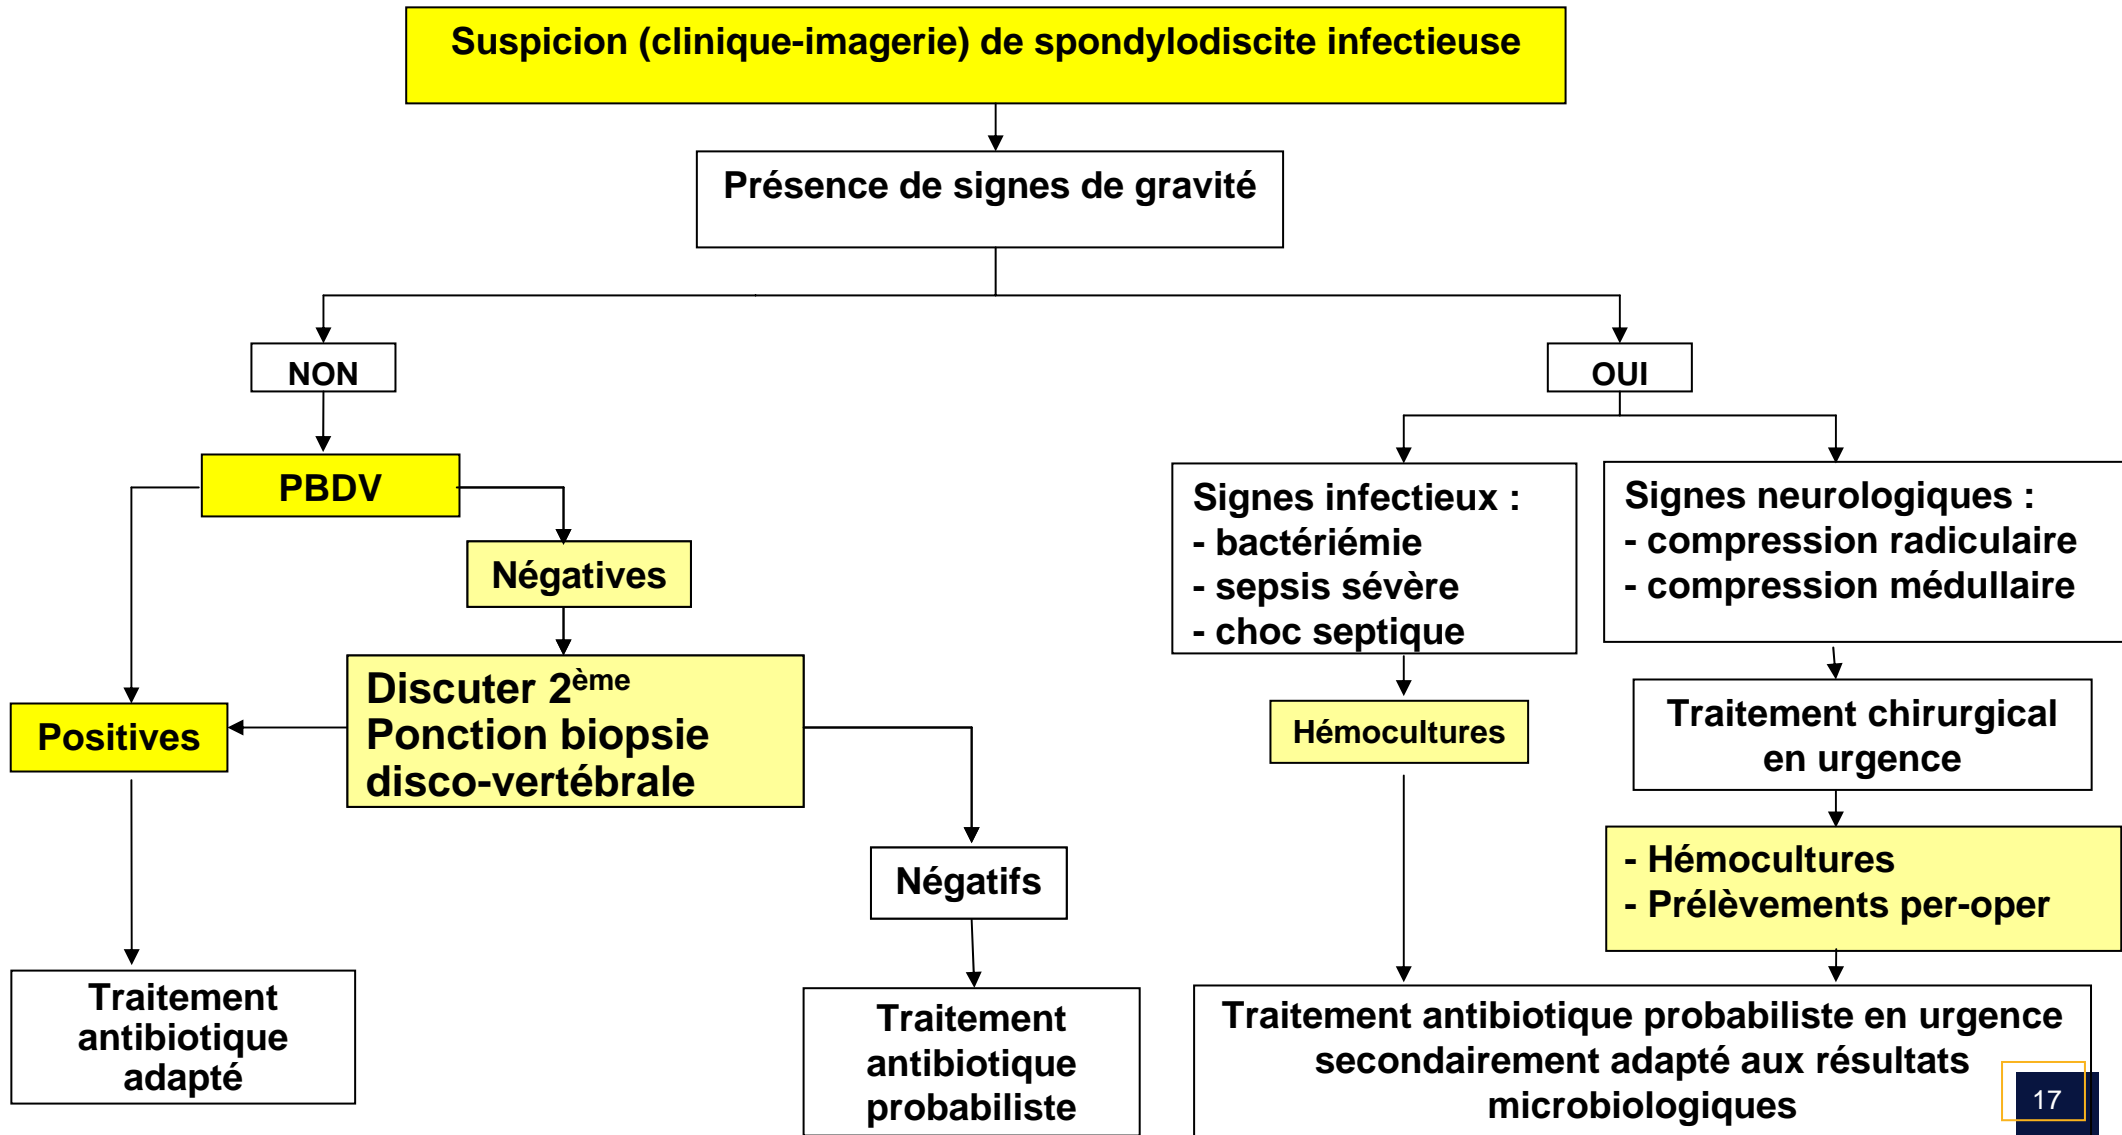 Suspicion (clinique-imagerie) de spondylodiscite infectieuse
Présence de signes de gravité
NON
OUI
PBDV
Négatives
Discuter 2ème
Ponction biopsie
disco-vertébrale
Positives
Négatifs
Traitement
antibiotique
adapté
Traitement
antibiotique
probabiliste
Signes infectieux :
- bactériémie
- sepsis sévère
- choc septique
Hémocultures
Signes neurologiques :
- compression radiculaire
- compression médullaire
Traitement chirurgical
en urgence
- Hémocultures
- Prélèvements per-oper
Traitement antibiotique probabiliste en urgence
secondairement adapté aux résultats
microbiologiques
17